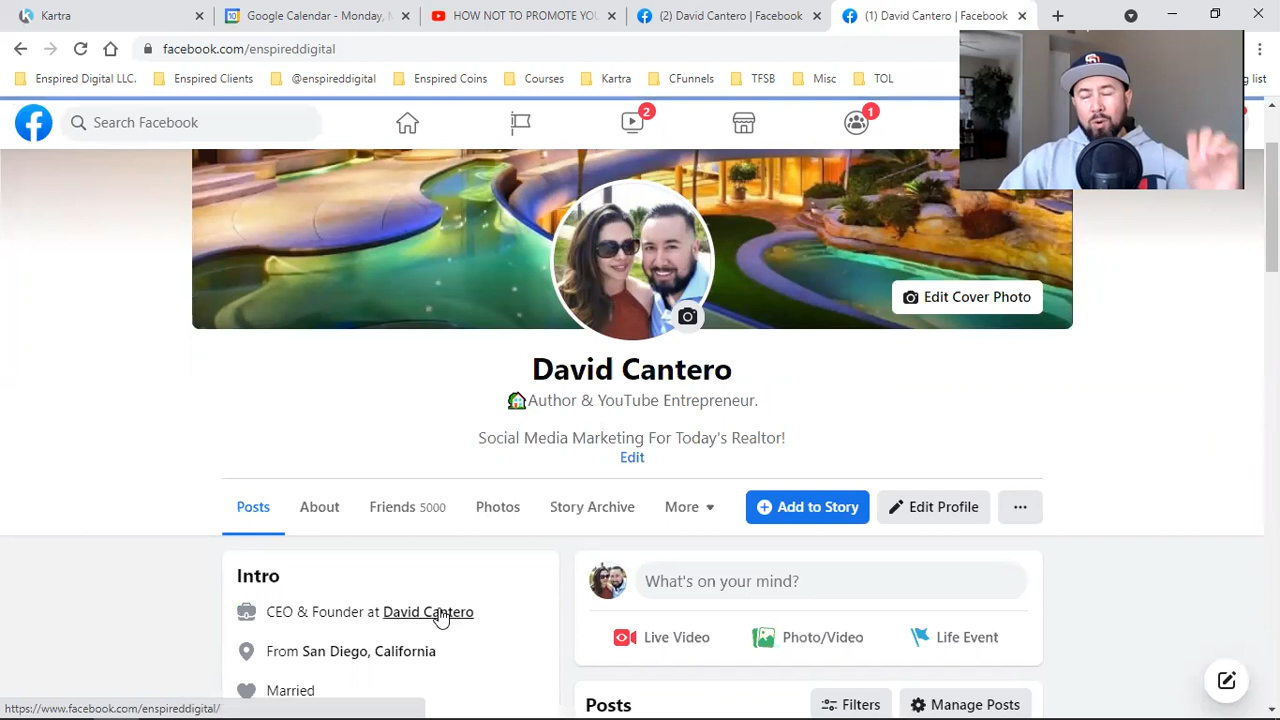 Kartra
Google Calendar - Monday, M
HOW NOT TO PROMOTE YOU
(2) David Cantero | Facebook
(1) David Cantero | Facebook
facebook.com/enspireddigital
Enspired Digital LLC.
Enspired Clients
@enspireddigital
Enspired Coins
Courses
Kartra
CFunnels
TFSB
Misc
TOL
ng list
Search Facebook
2
1
Edit Cover Photo
David Cantero
Author & YouTube Entrepreneur.
Social Media Marketing For Today's Realtor!
Edit
Posts
About
Friends 5000
Photos
Story Archive
More
Add to Story
Edit Profile
Intro
CEO & Founder at David Cantero
From San Diego, California
Married
What's on your mind?
Live Video
Photo/Video
Life Event
Posts
Filters
Manage Posts
https://www.facebook.com/enspireddigital/